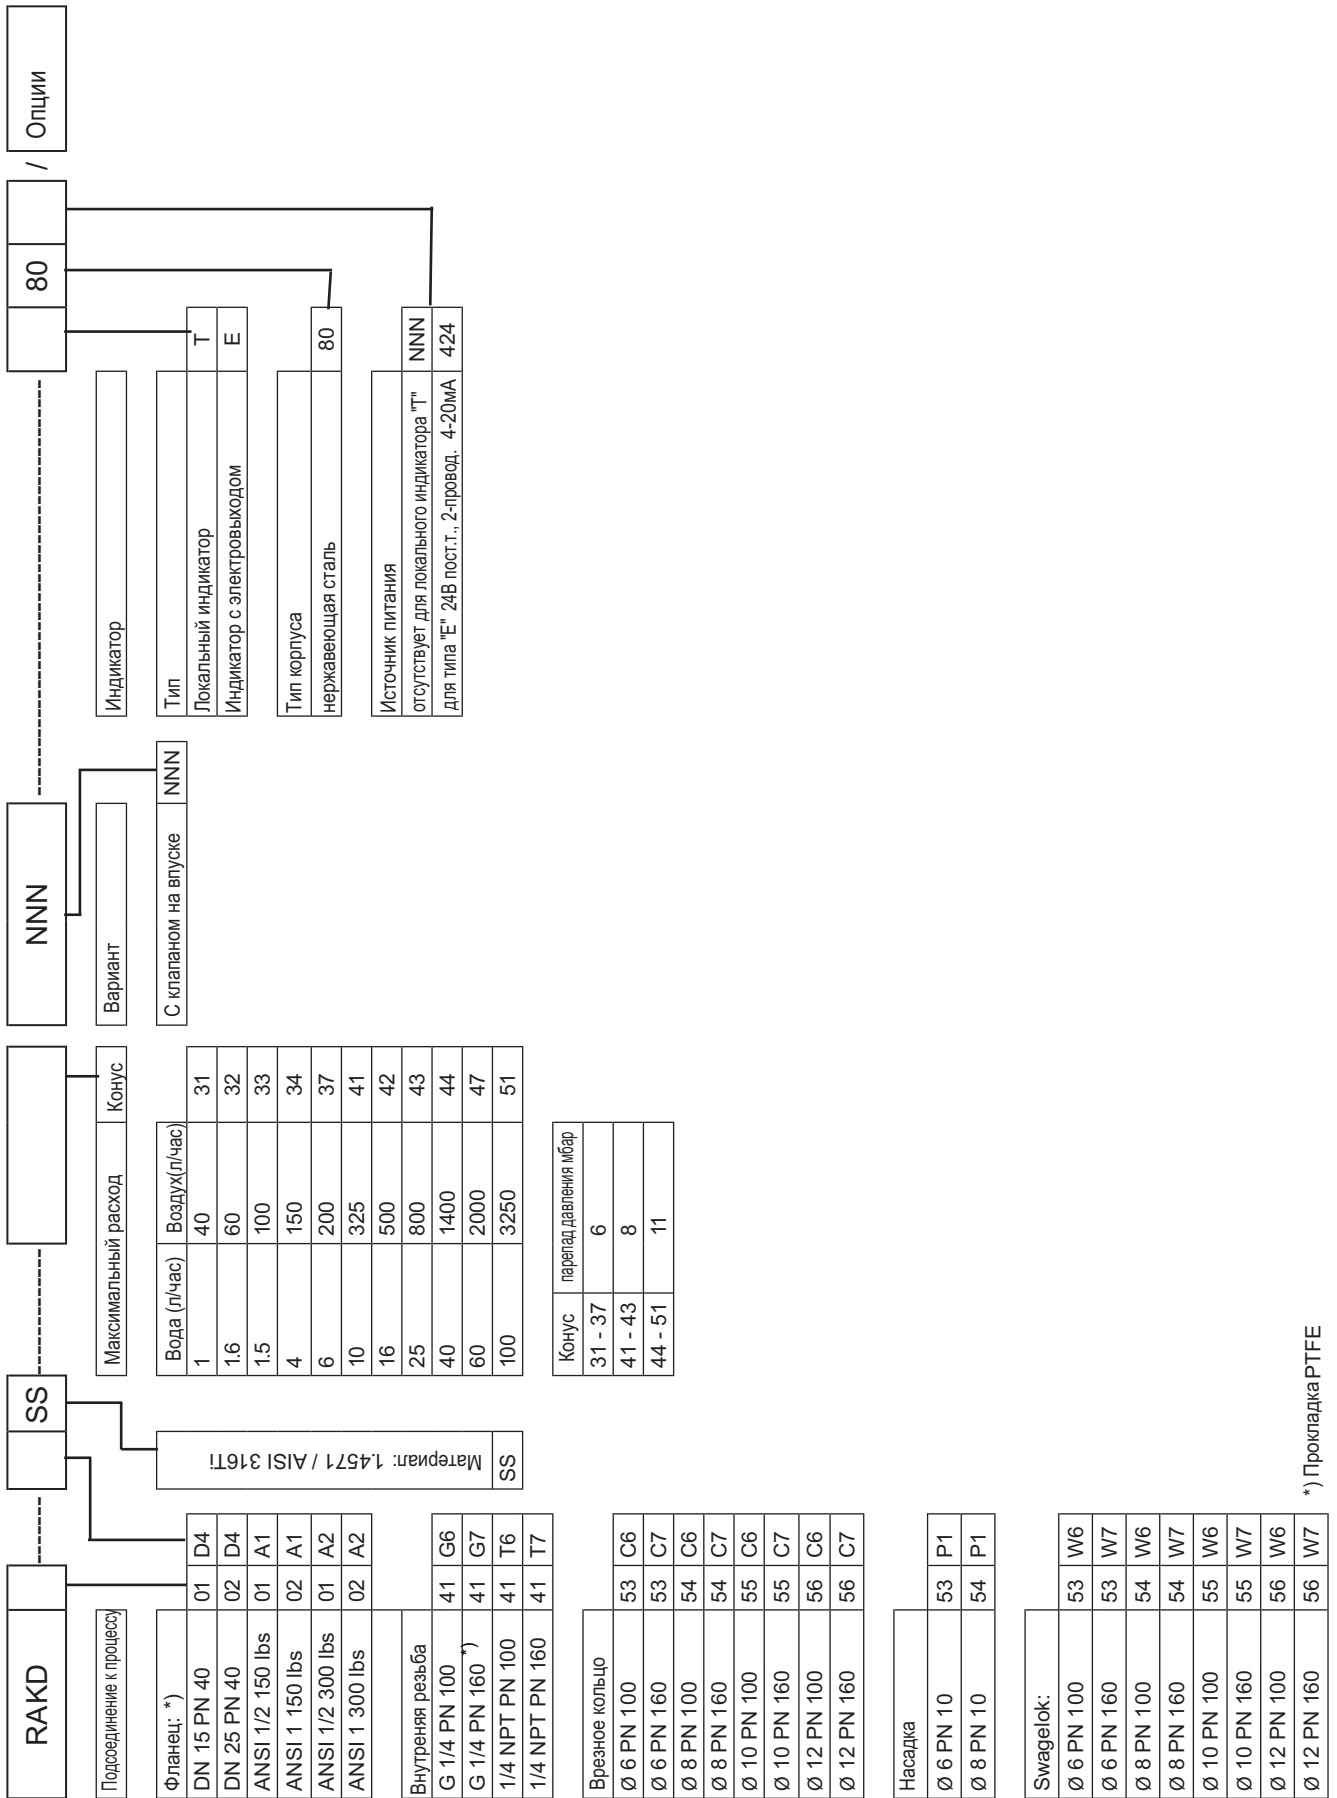 RAKD SS NNN 80 / Опции
Подсоединение к процессу
Фланец: *)
DN 15 PN 40 01 D4
DN 25 PN 40 02 D4
ANSI 1/2 150 lbs 01 A1
ANSI 1 150 lbs 02 A1
ANSI 1/2 300 lbs 01 A2
ANSI 1 300 lbs 02 A2
Внутреняя резьба
G 1/4 PN 100 41 G6
G 1/4 PN 160 *) 41 G7
1/4 NPT PN 100 41 T6
1/4 NPT PN 160 41 T7
Врезное кольцо
Ø 6 PN 100 53 C6
Ø 6 PN 160 53 C7
Ø 8 PN 100 54 C6
Ø 8 PN 160 54 C7
Ø 10 PN 100 55 C6
Ø 10 PN 160 55 C7
Ø 12 PN 100 56 C6
Ø 12 PN 160 56 C7
Насадка
Ø 6 PN 10 53 P1
Ø 8 PN 10 54 P1
Swagelok:
Ø 6 PN 100 53 W6
Ø 6 PN 160 53 W7
Ø 8 PN 100 54 W6
Ø 8 PN 160 54 W7
Ø 10 PN 100 55 W6
Ø 10 PN 160 55 W7
Ø 12 PN 100 56 W6
Ø 12 PN 160 56 W7
Материал: 1.4571 / AISI 316Ti
SS
Максимальный расход Конус
Вода (л/час) Воздух(л/час)
1 40 31
1.6 60 32
1.5 100 33
4 150 34
6 200 37
10 325 41
16 500 42
25 800 43
40 1400 44
60 2000 47
100 3250 51
Конус парепад давления мбар
31 - 37 6
41 - 43 8
44 - 51 11
Вариант
С клапаном на впуске NNN
Индикатор
Тип
Локальный индикатор T
Индикатор с электровыходом E
Тип корпуса
нержавеющая сталь 80
Источник питания
отсутствует для локального индикатора "Т" NNN
для типа "Е" 24В пост.т., 2-провод. 4-20мА 424
*) Прокладка PTFE